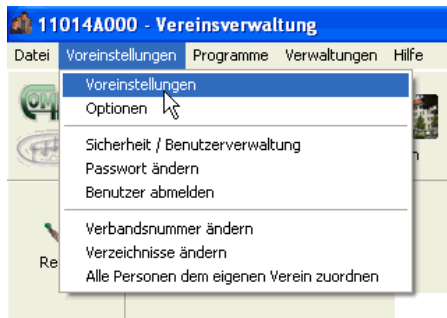 11014A000 - Vereinsverwaltung
Datei Voreinstellungen Programme Verwaltungen Hilfe
Voreinstellungen
Optionen
Sicherheit / Benutzerverwaltung
Passwort ändern
Benutzer abmelden
Verbandsnummer ändern
Verzeichnisse ändern
Alle Personen dem eigenen Verein zuordnen